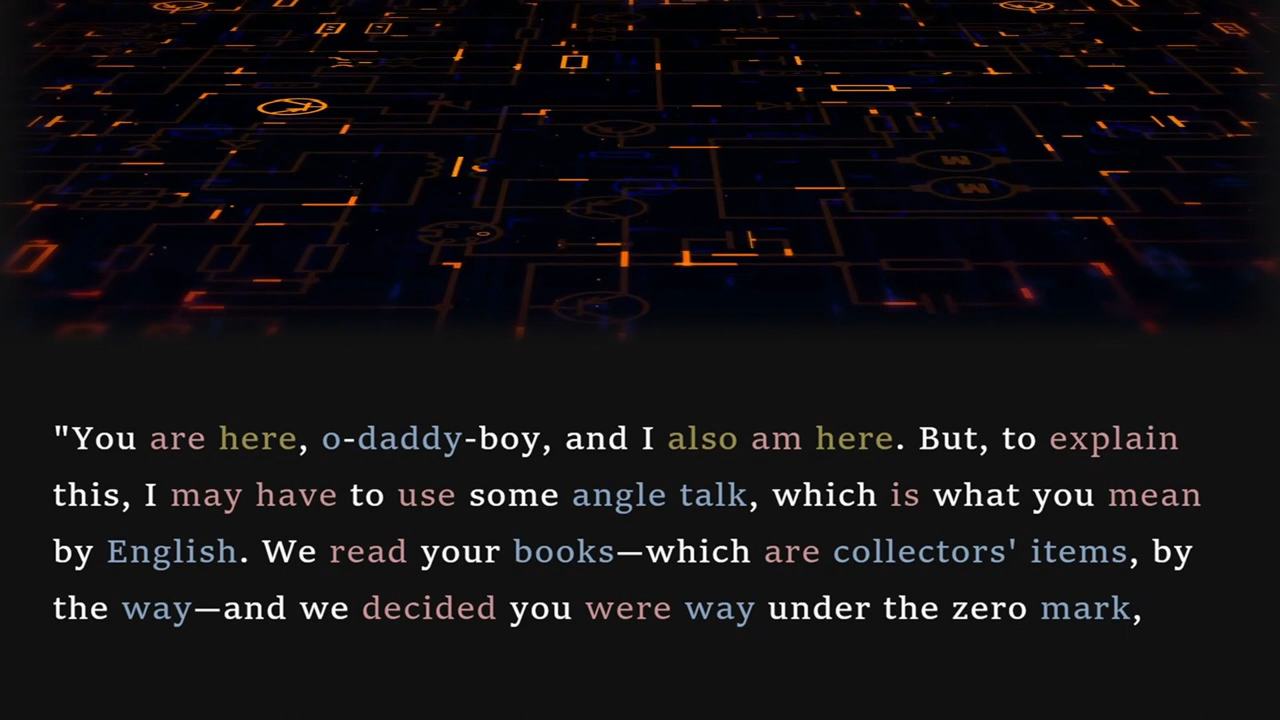 "You are here, o-daddy-boy, and I also am here. But, to explain
this, I may have to use some angle talk, which is what you mean
by English. We read your books—which are collectors' items, by
the way—and we decided you were way under the zero mark,